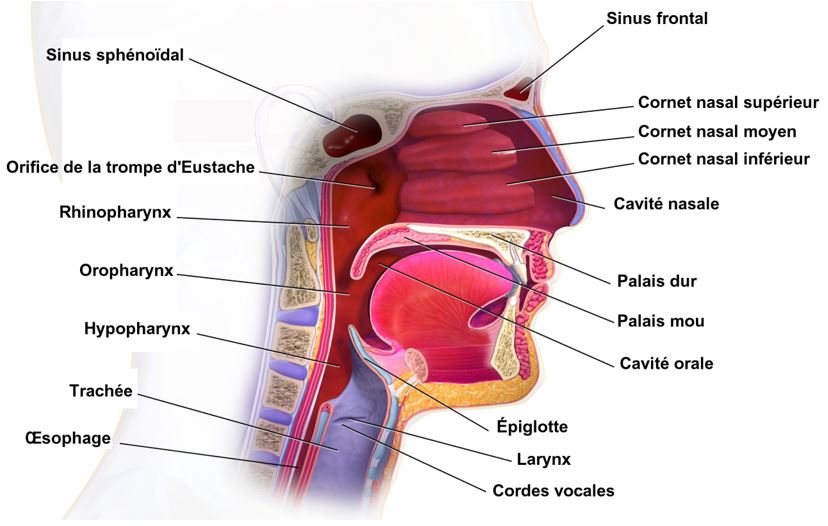 Sinus frontal
Sinus sphénoïdal
Cornet nasal supérieur
Cornet nasal moyen
Cornet nasal inférieur
Orifice de la trompe d'Eustache
Cavité nasale
Rhinopharynx
Oropharynx
Palais dur
Palais mou
Hypopharynx
Cavité orale
Trachée
Épiglotte
Œsophage
Larynx
Cordes vocales